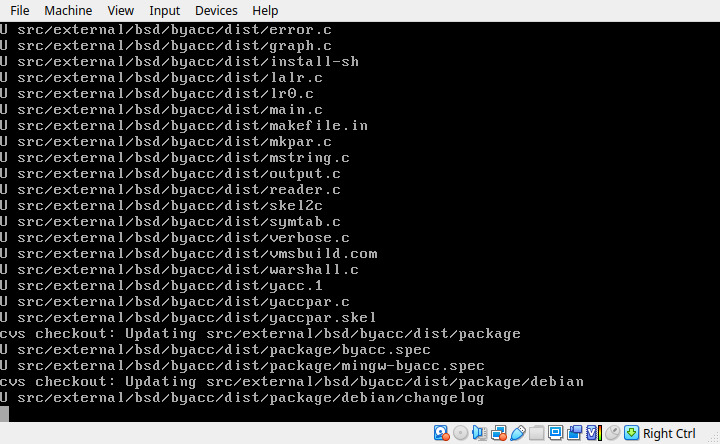 File Machine View Input Devices Help
U src/external/bsd/byacc/dist/error.c
U src/external/bsd/byacc/dist/graph.c
U src/external/bsd/byacc/dist/install-sh
U src/external/bsd/byacc/dist/lalr.c
U src/external/bsd/byacc/dist/lr0.c
U src/external/bsd/byacc/dist/main.c
U src/external/bsd/byacc/dist/makefile.in
U src/external/bsd/byacc/dist/mkpar.c
U src/external/bsd/byacc/dist/mstring.c
U src/external/bsd/byacc/dist/output.c
U src/external/bsd/byacc/dist/reader.c
U src/external/bsd/byacc/dist/skel2c
U src/external/bsd/byacc/dist/symtab.c
U src/external/bsd/byacc/dist/verbose.c
U src/external/bsd/byacc/dist/vmsbuild.com
U src/external/bsd/byacc/dist/warshall.c
U src/external/bsd/byacc/dist/yacc.1
U src/external/bsd/byacc/dist/yaccpar.c
U src/external/bsd/byacc/dist/yaccpar.skel
cvs checkout: Updating src/external/bsd/byacc/dist/package
U src/external/bsd/byacc/dist/package/byacc.spec
U src/external/bsd/byacc/dist/package/mingw-byacc.spec
cvs checkout: Updating src/external/bsd/byacc/dist/package/debian
U src/external/bsd/byacc/dist/package/debian/changelog
Right Ctrl